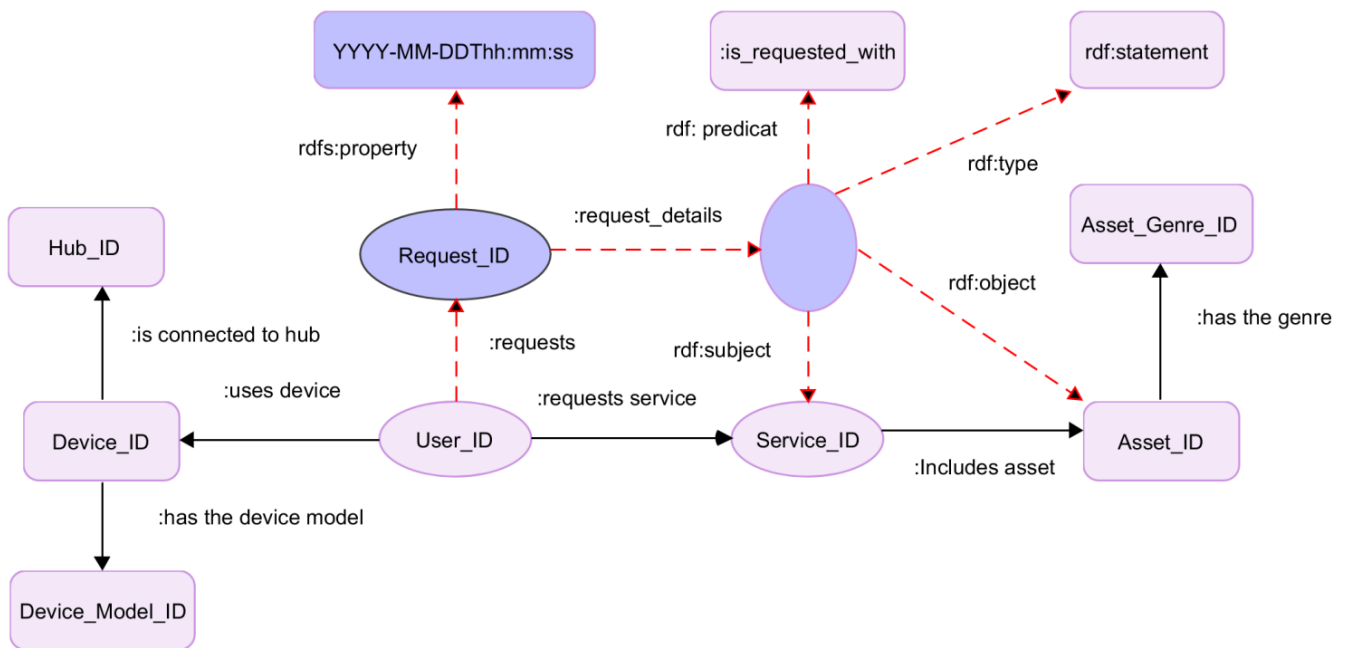 YYYY-MM-DDThh:mm:ss
:is_requested_with
rdf:statement
rdfs:property
rdf: predicat
rdf:type
Hub_ID
Request_ID
:request_details
Asset_Genre_ID
rdf:object
:is connected to hub
:requests
rdf:subject
:has the genre
:uses device
:requests service
Device_ID
User_ID
Service_ID
Asset_ID
:Includes asset
:has the device model
Device_Model_ID